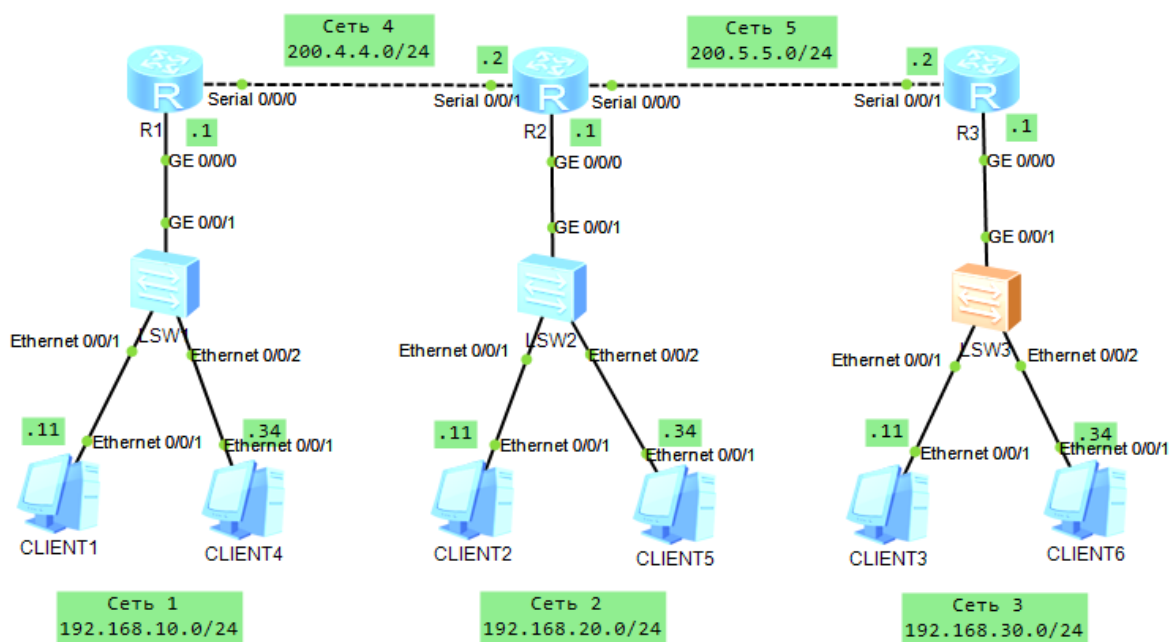 Сеть 4
200.4.4.0/24
Сеть 5
200.5.5.0/24
.2
.2
R
R
R
Serial 0/0/0
Serial 0/0/1
Serial 0/0/0
Serial 0/0/1
R1
.1
R2
.1
R3
.1
GE 0/0/0
GE 0/0/0
GE 0/0/0
GE 0/0/1
GE 0/0/1
GE 0/0/1
LSW1
LSW2
LSW3
Ethernet 0/0/1
Ethernet 0/0/2
Ethernet 0/0/1
Ethernet 0/0/2
Ethernet 0/0/1
Ethernet 0/0/2
.11
.34
.11
.34
.11
.34
Ethernet 0/0/1
Ethernet 0/0/1
Ethernet 0/0/1
Ethernet 0/0/1
Ethernet 0/0/1
Ethernet 0/0/1
CLIENT1
CLIENT4
CLIENT2
CLIENT5
CLIENT3
CLIENT6
Сеть 1
192.168.10.0/24
Сеть 2
192.168.20.0/24
Сеть 3
192.168.30.0/24